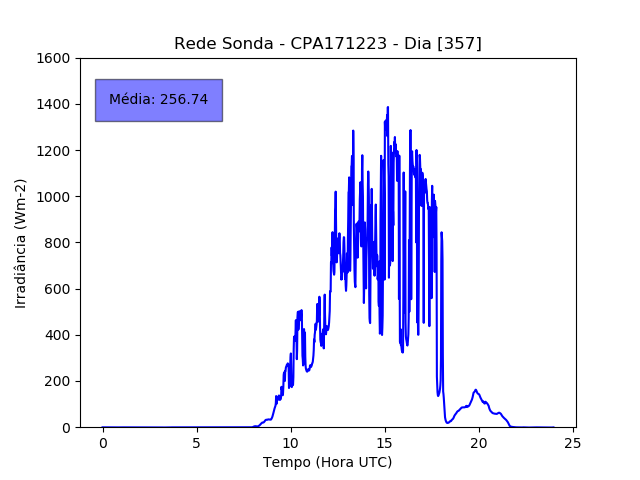 Rede Sonda - CPA171223 - Dia [357]
1600
1400
1200
1000
800
600
400
200
0
Média: 256.74
Irradiância (Wm-2)
0 5 10 15 20 25
Tempo (Hora UTC)